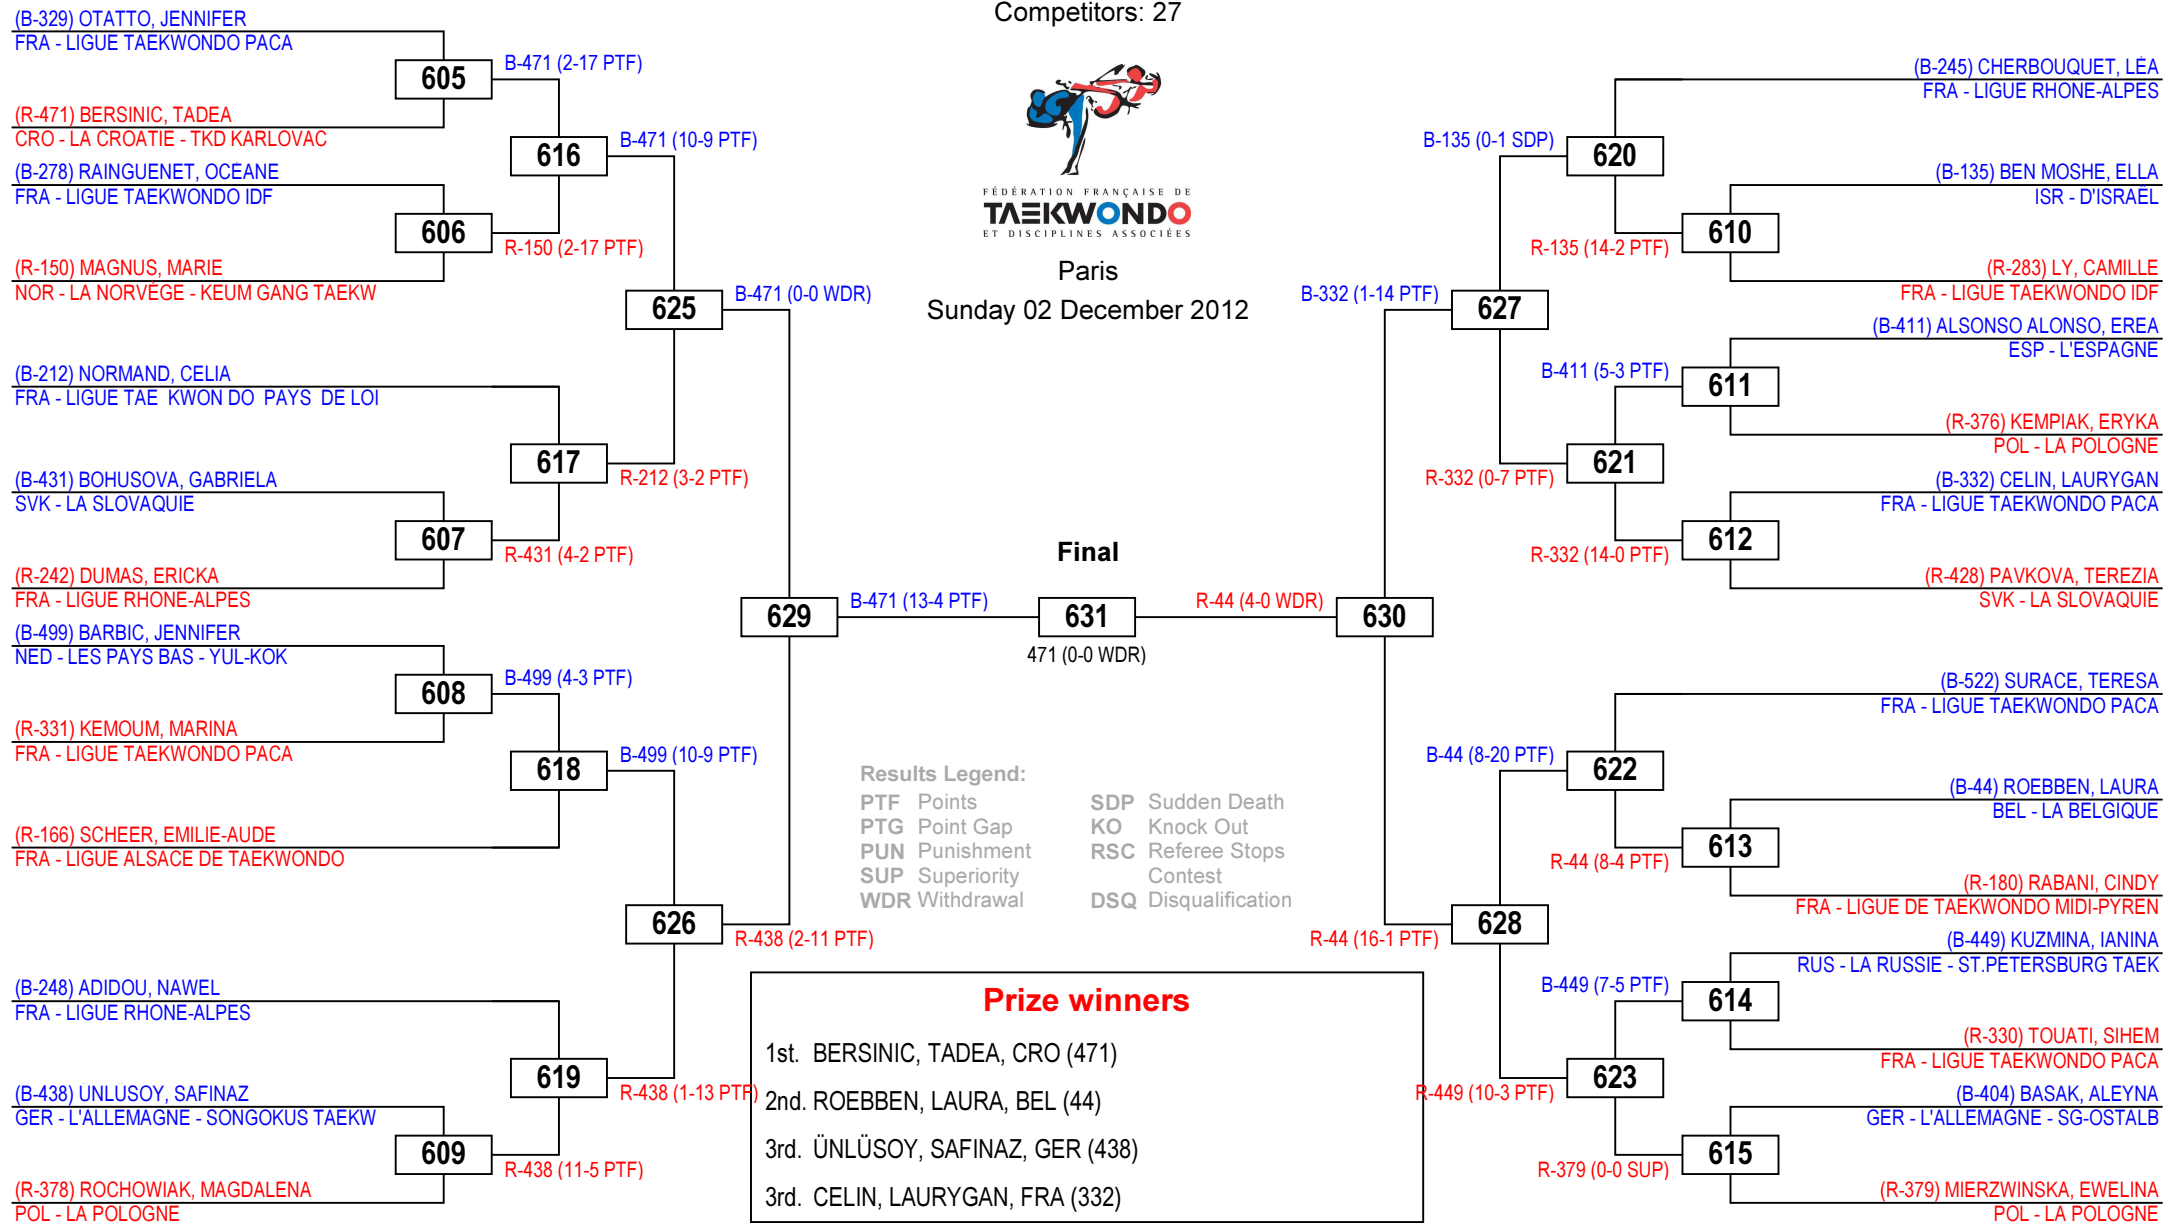 Competitors: 27
FÉDÉRATION FRANÇAISE DE
TAEKWONDO
ET DISCIPLINES ASSOCIÉES
Paris
Sunday 02 December 2012
(B-329) OTATTO, JENNIFER
FRA - LIGUE TAEKWONDO PACA
605
B-471 (2-17 PTF)
(R-471) BERSINIC, TADEA
CRO - LA CROATIE - TKD KARLOVAC
616
B-471 (10-9 PTF)
(B-278) RAINGUENET, OCÉANE
FRA - LIGUE TAEKWONDO IDF
606
R-150 (2-17 PTF)
(R-150) MAGNUS, MARIE
NOR - LA NORVÈGE - KEUM GANG TAEKW
625
B-471 (0-0 WDR)
(B-212) NORMAND, CELIA
FRA - LIGUE TAE  KWON DO  PAYS  DE LOI
617
R-212 (3-2 PTF)
(B-431) BOHUSOVA, GABRIELA
SVK - LA SLOVAQUIE
607
R-431 (4-2 PTF)
(R-242) DUMAS, ERICKA
FRA - LIGUE RHONE-ALPES
629
B-471 (13-4 PTF)
(B-499) BARBIC, JENNIFER
NED - LES PAYS BAS - YUL-KOK
608
B-499 (4-3 PTF)
(R-331) KEMOUM, MARINA
FRA - LIGUE TAEKWONDO PACA
618
B-499 (10-9 PTF)
(R-166) SCHEER, EMILIE-AUDE
FRA - LIGUE ALSACE DE TAEKWONDO
626
R-438 (2-11 PTF)
(B-248) ADIDOU, NAWEL
FRA - LIGUE RHONE-ALPES
619
R-438 (1-13 PTF)
(B-438) ÜNLÜSOY, SAFINAZ
GER - L'ALLEMAGNE - SONGOKUS TAEKW
609
R-438 (11-5 PTF)
(R-378) ROCHOWIAK, MAGDALENA
POL - LA POLOGNE
Final
631
471 (0-0 WDR)
R-44 (4-0 WDR)
630
(B-245) CHERBOUQUET, LÉA
FRA - LIGUE RHONE-ALPES
B-135 (0-1 SDP)
620
(B-135) BEN MOSHE, ELLA
ISR - D'ISRAËL
R-135 (14-2 PTF)
610
(R-283) LY, CAMILLE
FRA - LIGUE TAEKWONDO IDF
B-332 (1-14 PTF)
627
(B-411) ALSONSO ALONSO, EREA
ESP - L'ESPAGNE
B-411 (5-3 PTF)
611
(R-376) KEMPIAK, ERYKA
POL - LA POLOGNE
R-332 (0-7 PTF)
621
(B-332) CELIN, LAURYGAN
FRA - LIGUE TAEKWONDO PACA
R-332 (14-0 PTF)
612
(R-428) PAVKOVA, TEREZIA
SVK - LA SLOVAQUIE
(B-522) SURACE, TERESA
FRA - LIGUE TAEKWONDO PACA
B-44 (8-20 PTF)
622
(B-44) ROEBBEN, LAURA
BEL - LA BELGIQUE
R-44 (8-4 PTF)
613
(R-180) RABANI, CINDY
FRA - LIGUE DE TAEKWONDO MIDI-PYREN
R-44 (16-1 PTF)
628
(B-449) KUZMINA, IANINA
RUS - LA RUSSIE - ST.PETERSBURG TAEK
B-449 (7-5 PTF)
614
(R-330) TOUATI, SIHEM
FRA - LIGUE TAEKWONDO PACA
R-449 (10-3 PTF)
623
(B-404) BASAK, ALEYNA
GER - L'ALLEMAGNE - SG-OSTALB
R-379 (0-0 SUP)
615
(R-379) MIERZWINSKA, EWELINA
POL - LA POLOGNE
Results Legend:
PTF Points
PTG Point Gap
PUN Punishment
SUP Superiority
WDR Withdrawal
SDP Sudden Death
KO Knock Out
RSC Referee Stops
Contest
DSQ Disqualification
Prize winners
1st. BERSINIC, TADEA, CRO (471)
2nd. ROEBBEN, LAURA, BEL (44)
3rd. ÜNLÜSOY, SAFINAZ, GER (438)
3rd. CELIN, LAURYGAN, FRA (332)